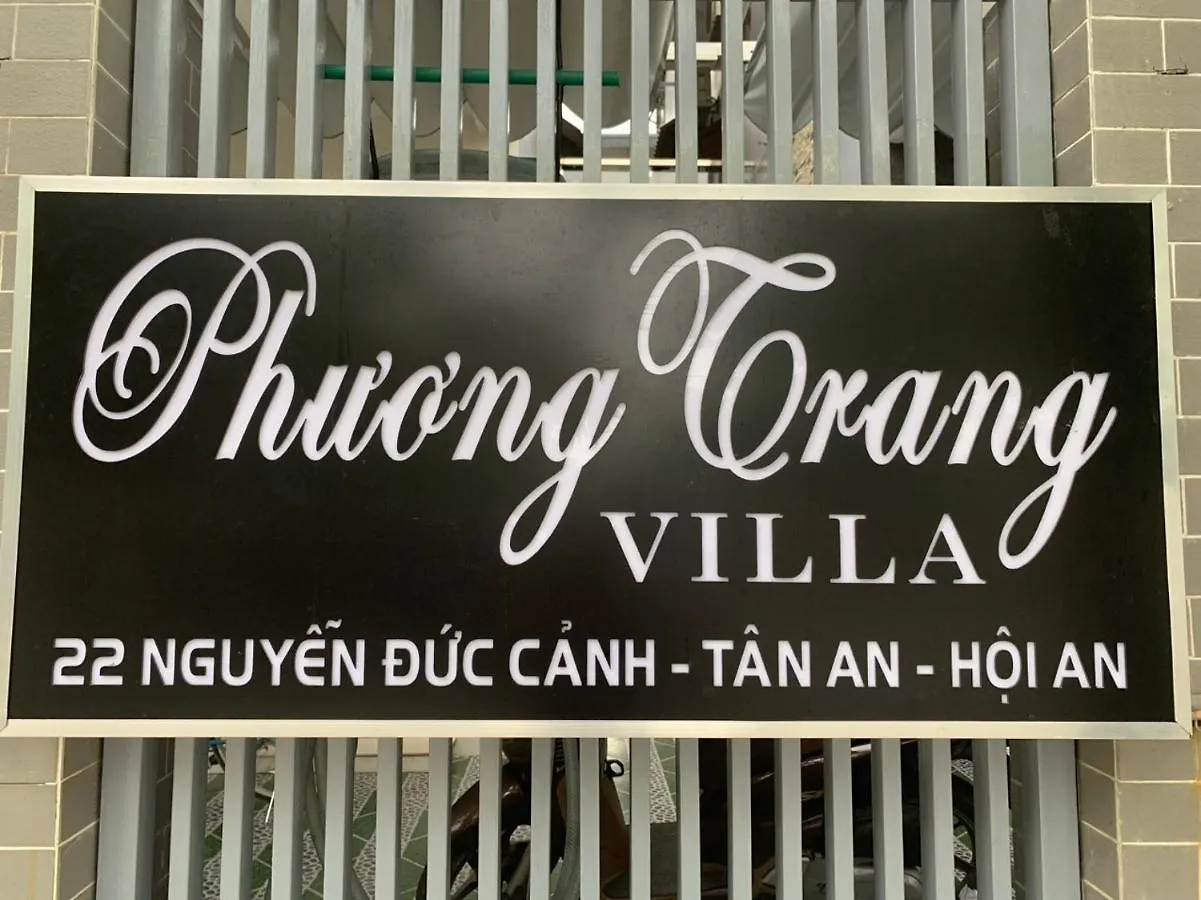 Phương Trang
VILLA
22 NGUYỄN ĐỨC CẢNH - TÂN AN - HỘI AN